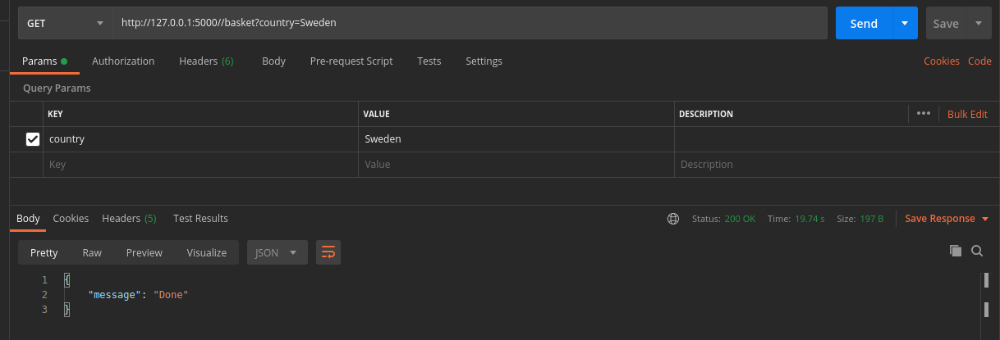 GET http://127.0.0.1:5000//basket?country=Sweden Send Save
Params Authorization Headers (6) Body Pre-request Script Tests Settings Cookies Code
Query Params
KEY VALUE DESCRIPTION ••• Bulk Edit
country Sweden
Key Value Description
Body Cookies Headers (5) Test Results Status: 200 OK Time: 19.74 s Size: 197 B Save Response
Pretty Raw Preview Visualize JSON
1 {
2 "message": "Done"
3 }